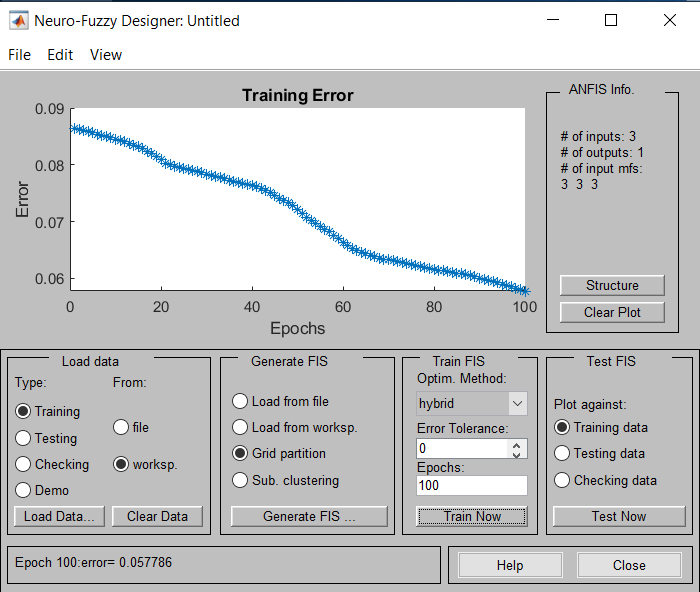 Neuro-Fuzzy Designer: Untitled
File Edit View
Training Error
0.09
0.08
0.07
0.06
Error
0 20 40 60 80 100
Epochs
ANFIS Info.
# of inputs: 3
# of outputs: 1
# of input mfs:
3 3 3
Structure
Clear Plot
Load data
Type: From:
Training
Testing
Checking
Demo
file
worksp.
Load Data... Clear Data
Generate FIS
Load from file
Load from worksp.
Grid partition
Sub. clustering
Generate FIS ...
Train FIS
Optim. Method:
hybrid
Error Tolerance:
0
Epochs:
100
Train Now
Test FIS
Plot against:
Training data
Testing data
Checking data
Test Now
Epoch 100:error= 0.057786
Help Close